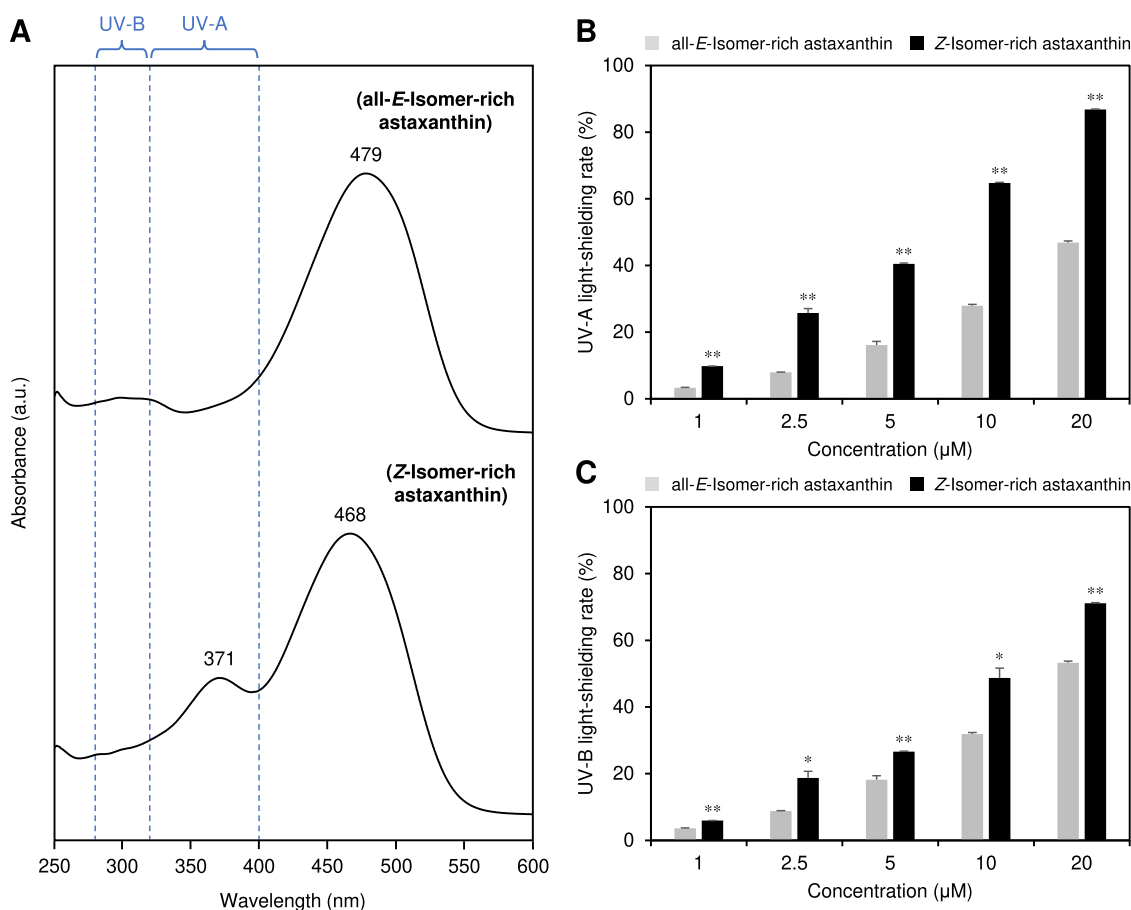 A
UV-B
UV-A
(all-E-Isomer-rich
astaxanthin)
479
(Z-Isomer-rich
astaxanthin)
468
371
Absorbance (a.u.)
250 300 350 400 450 500 550 600
Wavelength (nm)
B
all-E-Isomer-rich astaxanthin
Z-Isomer-rich astaxanthin
UV-A light-shielding rate (%)
100
80
60
40
20
0
**
**
**
**
**
1 2.5 5 10 20
Concentration (μM)
C
all-E-Isomer-rich astaxanthin
Z-Isomer-rich astaxanthin
UV-B light-shielding rate (%)
100
80
60
40
20
0
**
*
**
*
**
1 2.5 5 10 20
Concentration (μM)